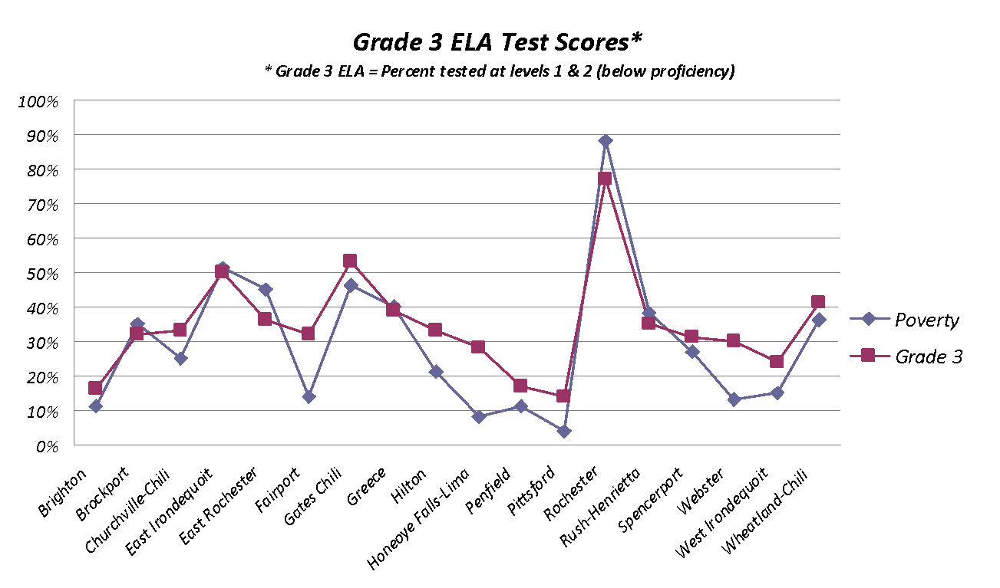 Grade 3 ELA Test Scores*
* Grade 3 ELA = Percent tested at levels 1 & 2 (below proficiency)
100%
90%
80%
70%
60%
50%
40%
30%
20%
10%
0%
Brighton
Brockport
Churchville-Chili
East Irondequoit
East Rochester
Fairport
Gates Chili
Greece
Hilton
Honeoye Falls-Lima
Penfield
Pittsford
Rochester
Rush-Henrietta
Spencerport
Webster
West Irondequoit
Wheatland-Chili
Poverty
Grade 3